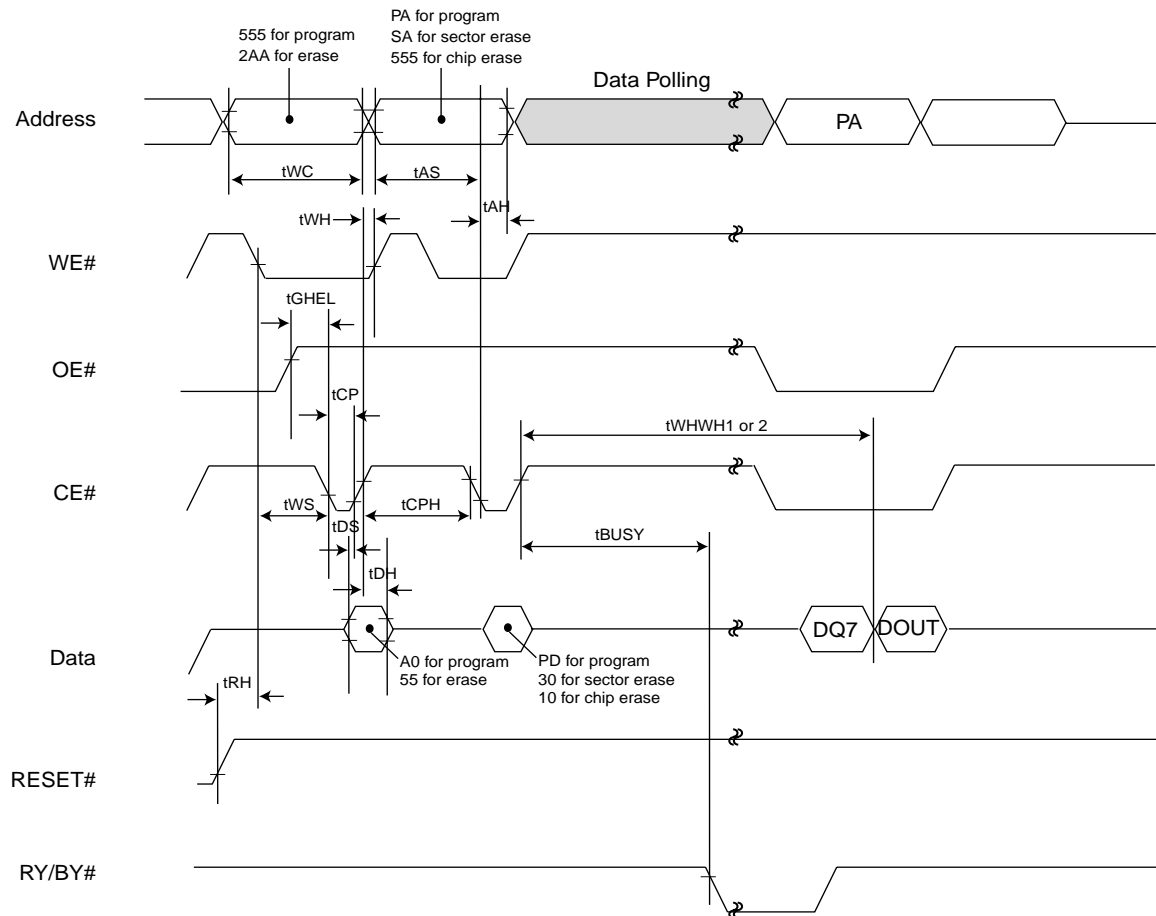 555 for program
2AA for erase
PA for program
SA for sector erase
555 for chip erase
Data Polling
Address
PA
tWC
tAS
tWH
tAH
WE#
tGHEL
OE#
tCP
tWHWH1 or 2
CE#
tWS
tCPH
tDS
tBUSY
tDH
DQ7
DOUT
Data
A0 for program
55 for erase
PD for program
30 for sector erase
10 for chip erase
tRH
RESET#
RY/BY#